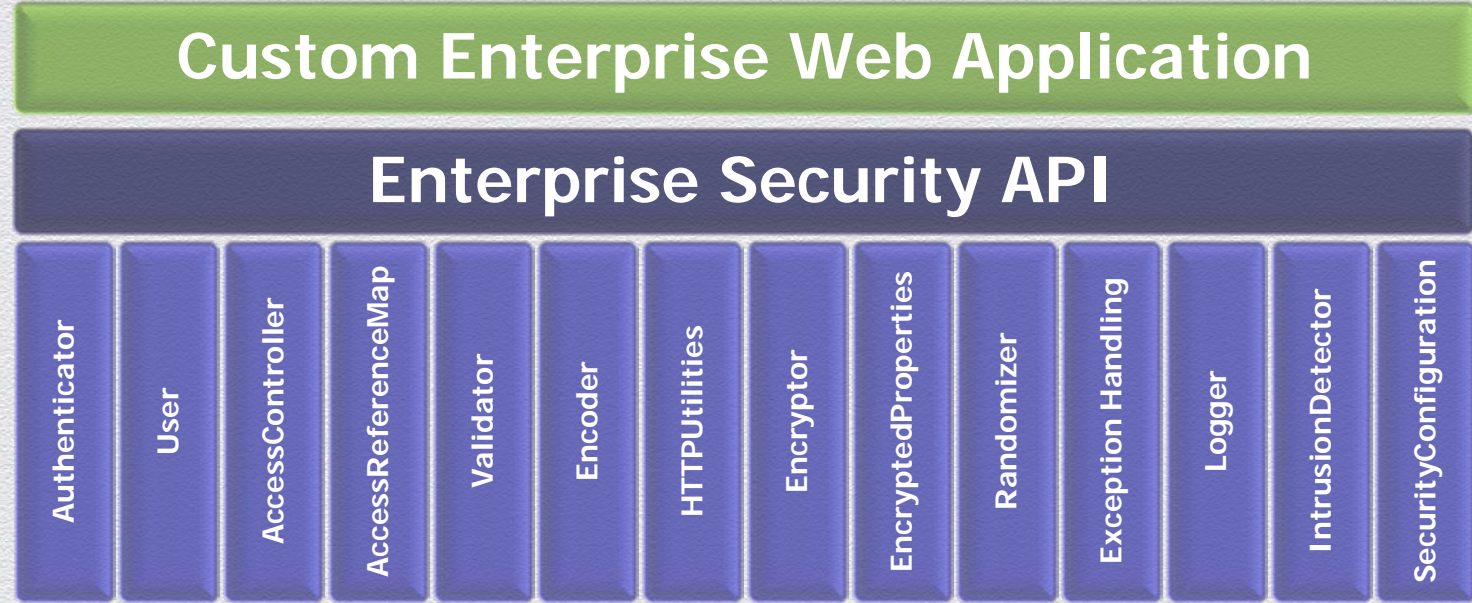 Custom Enterprise Web Application
Enterprise Security API
Authenticator
User
AccessController
AccessReferenceMap
Validator
Encoder
HTTPUtilities
Encryptor
EncryptedProperties
Randomizer
Exception Handling
Logger
IntrusionDetector
SecurityConfiguration